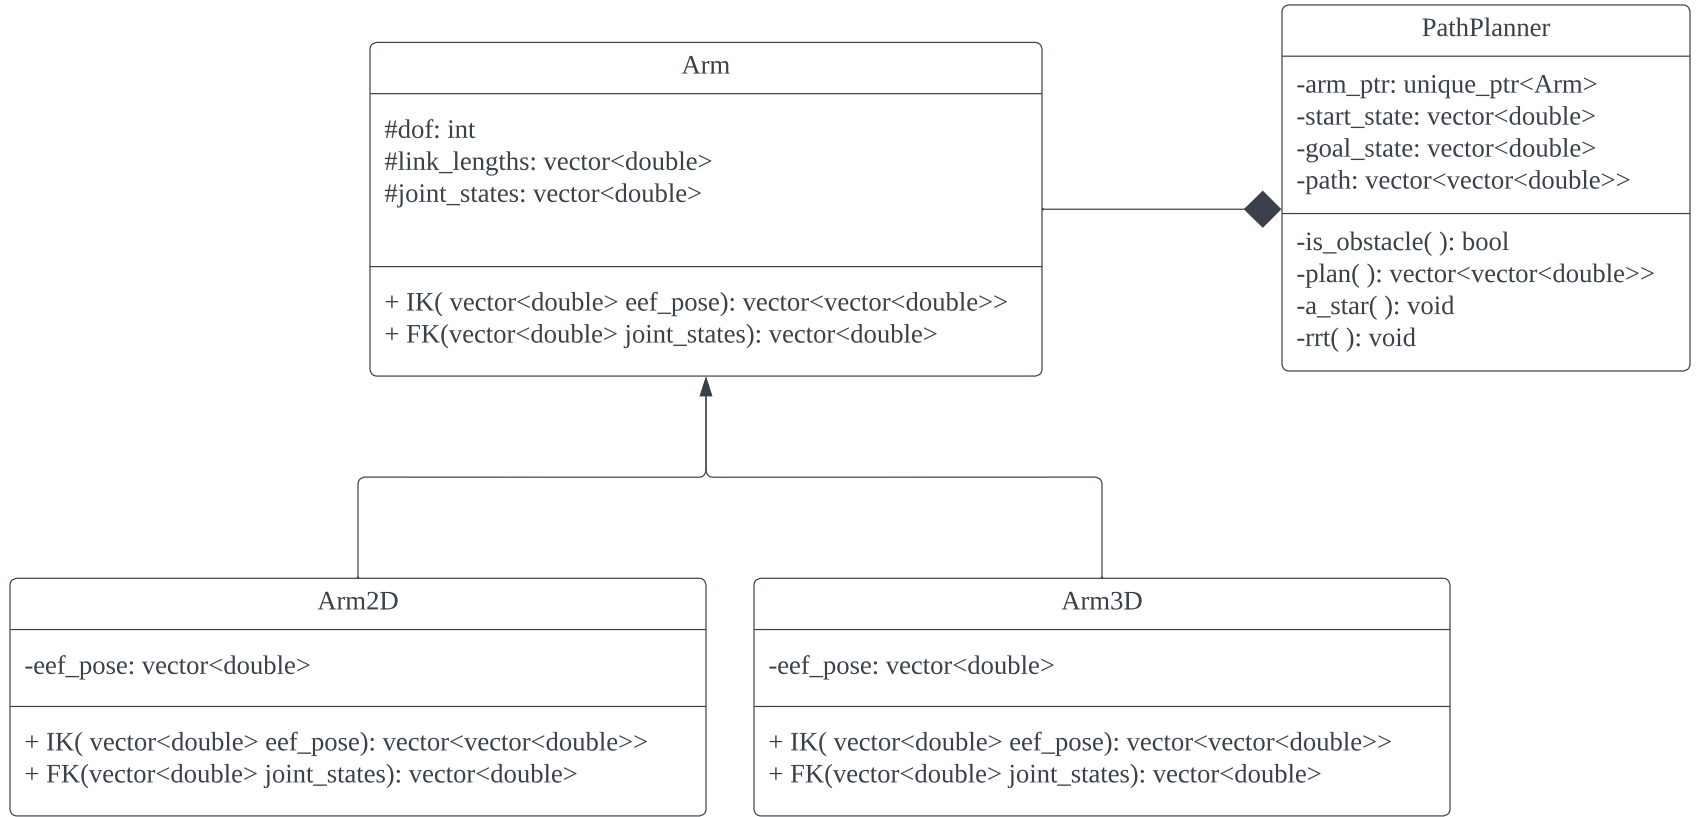 Arm
#dof: int
#link_lengths: vector<double>
#joint_states: vector<double>
+ IK( vector<double> eef_pose): vector<vector<double>>
+ FK(vector<double> joint_states): vector<double>
PathPlanner
-arm_ptr: unique_ptr<Arm>
-start_state: vector<double>
-goal_state: vector<double>
-path: vector<vector<double>>
-is_obstacle( ): bool
-plan( ): vector<vector<double>>
-a_star( ): void
-rrt( ): void
Arm2D
-eef_pose: vector<double>
+ IK( vector<double> eef_pose): vector<vector<double>>
+ FK(vector<double> joint_states): vector<double>
Arm3D
-eef_pose: vector<double>
+ IK( vector<double> eef_pose): vector<vector<double>>
+ FK(vector<double> joint_states): vector<double>